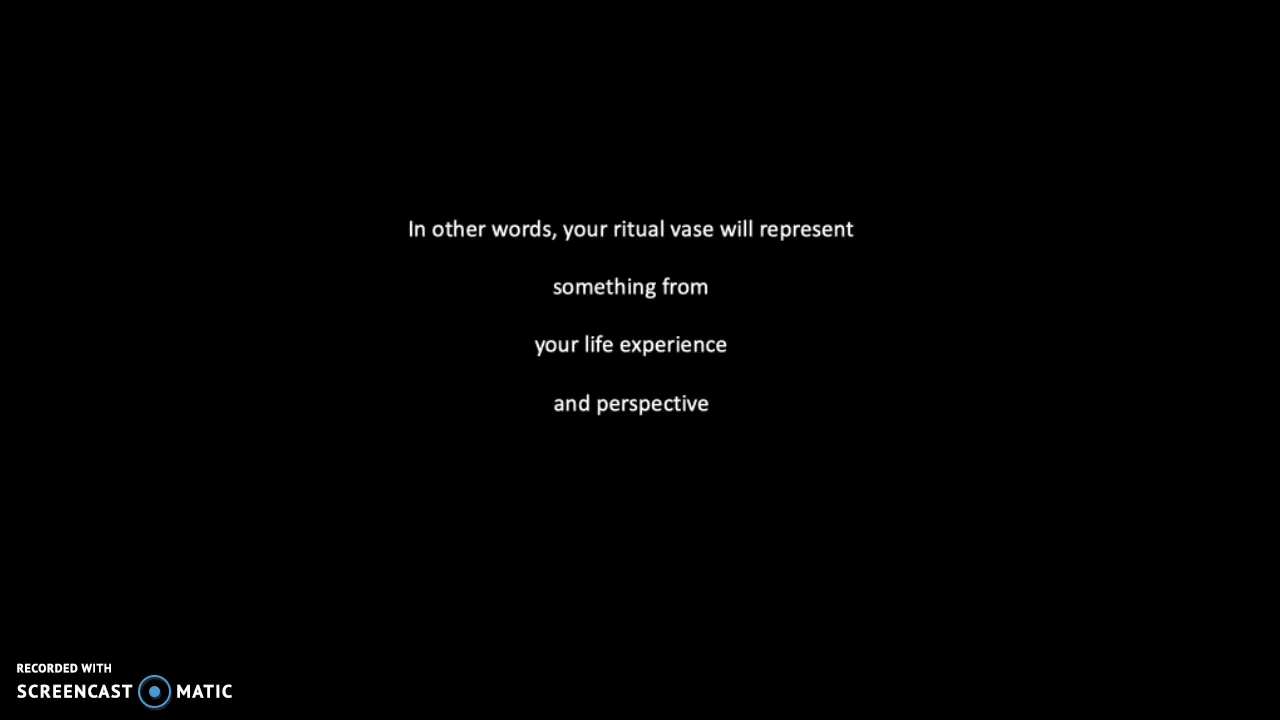 In other words, your ritual vase will represent
something from
your life experience
and perspective
RECORDED WITH
SCREENCAST MATIC